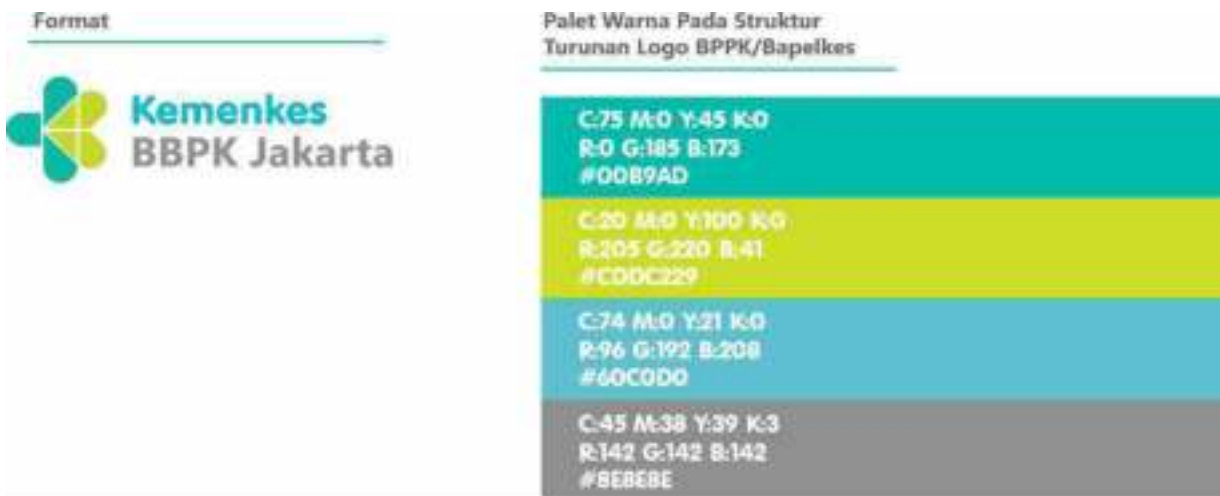 Format
Kemenkes
BBPK Jakarta
Palet Warna Pada Struktur
Turunan Logo BPPK/Bapelkes
C:75 M:0 Y:45 K:0
R:0 G:185 B:173
#00B9AD
C:20 M:0 Y:100 K:0
R:205 G:220 B:41
#CDDC229
C:74 M:0 Y:21 K:0
R:96 G:192 B:208
#60C0D0
C:45 M:38 Y:39 K:3
R:142 G:142 B:142
#8E8E8E